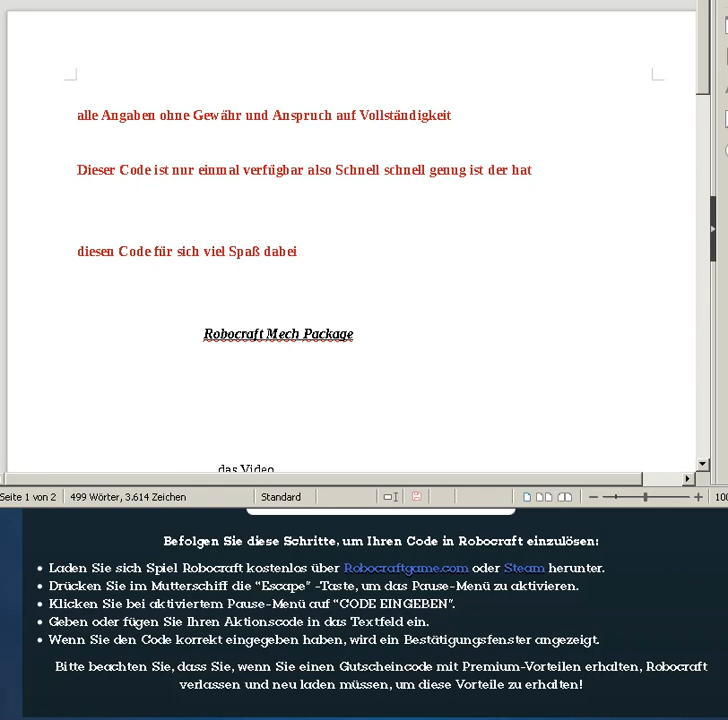 alle Angaben ohne Gewähr und Anspruch auf Vollständigkeit
Dieser Code ist nur einmal verfügbar also Schnell schnell genug ist der hat
diesen Code für sich viel Spaß dabei
Robocraft Mech Package
das Video
Seite 1 von 2 499 Wörter, 3.614 Zeichen Standard 100
Befolgen Sie diese Schritte, um Ihren Code in Robocraft einzulösen:
• Laden Sie sich Spiel Robocraft kostenlos über Robocraftgame.com oder Steam herunter.
• Drücken Sie im Mutterschiff die “Escape” -Taste, um das Pause-Menü zu aktivieren.
• Klicken Sie bei aktiviertem Pause-Menü auf “CODE EINGEBEN”.
• Geben oder fügen Sie Ihren Aktionscode in das Textfeld ein.
• Wenn Sie den Code korrekt eingegeben haben, wird ein Bestätigungsfenster angezeigt.
Bitte beachten Sie, dass Sie, wenn Sie einen Gutscheincode mit Premium-Vorteilen erhalten, Robocraft
verlassen und neu laden müssen, um diese Vorteile zu erhalten!